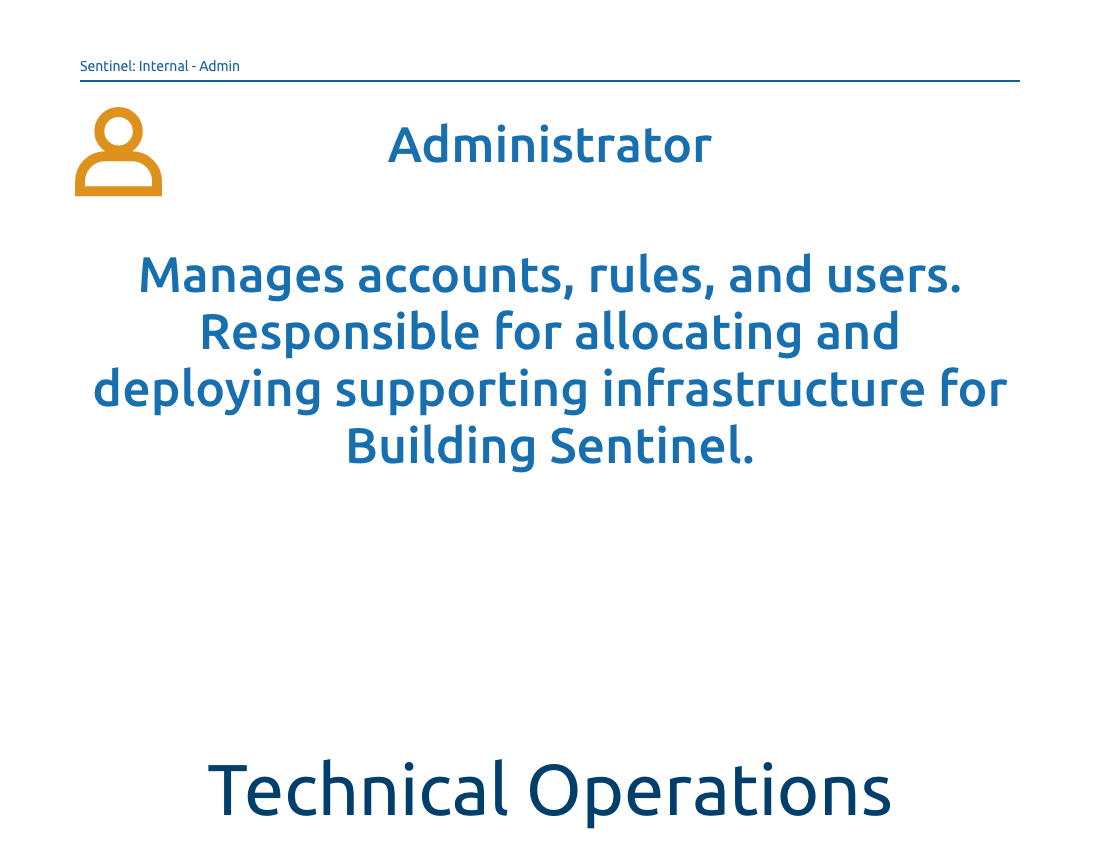 Sentinel: Internal - Admin
Administrator
Manages accounts, rules, and users.
Responsible for allocating and
deploying supporting infrastructure for
Building Sentinel.
Technical Operations